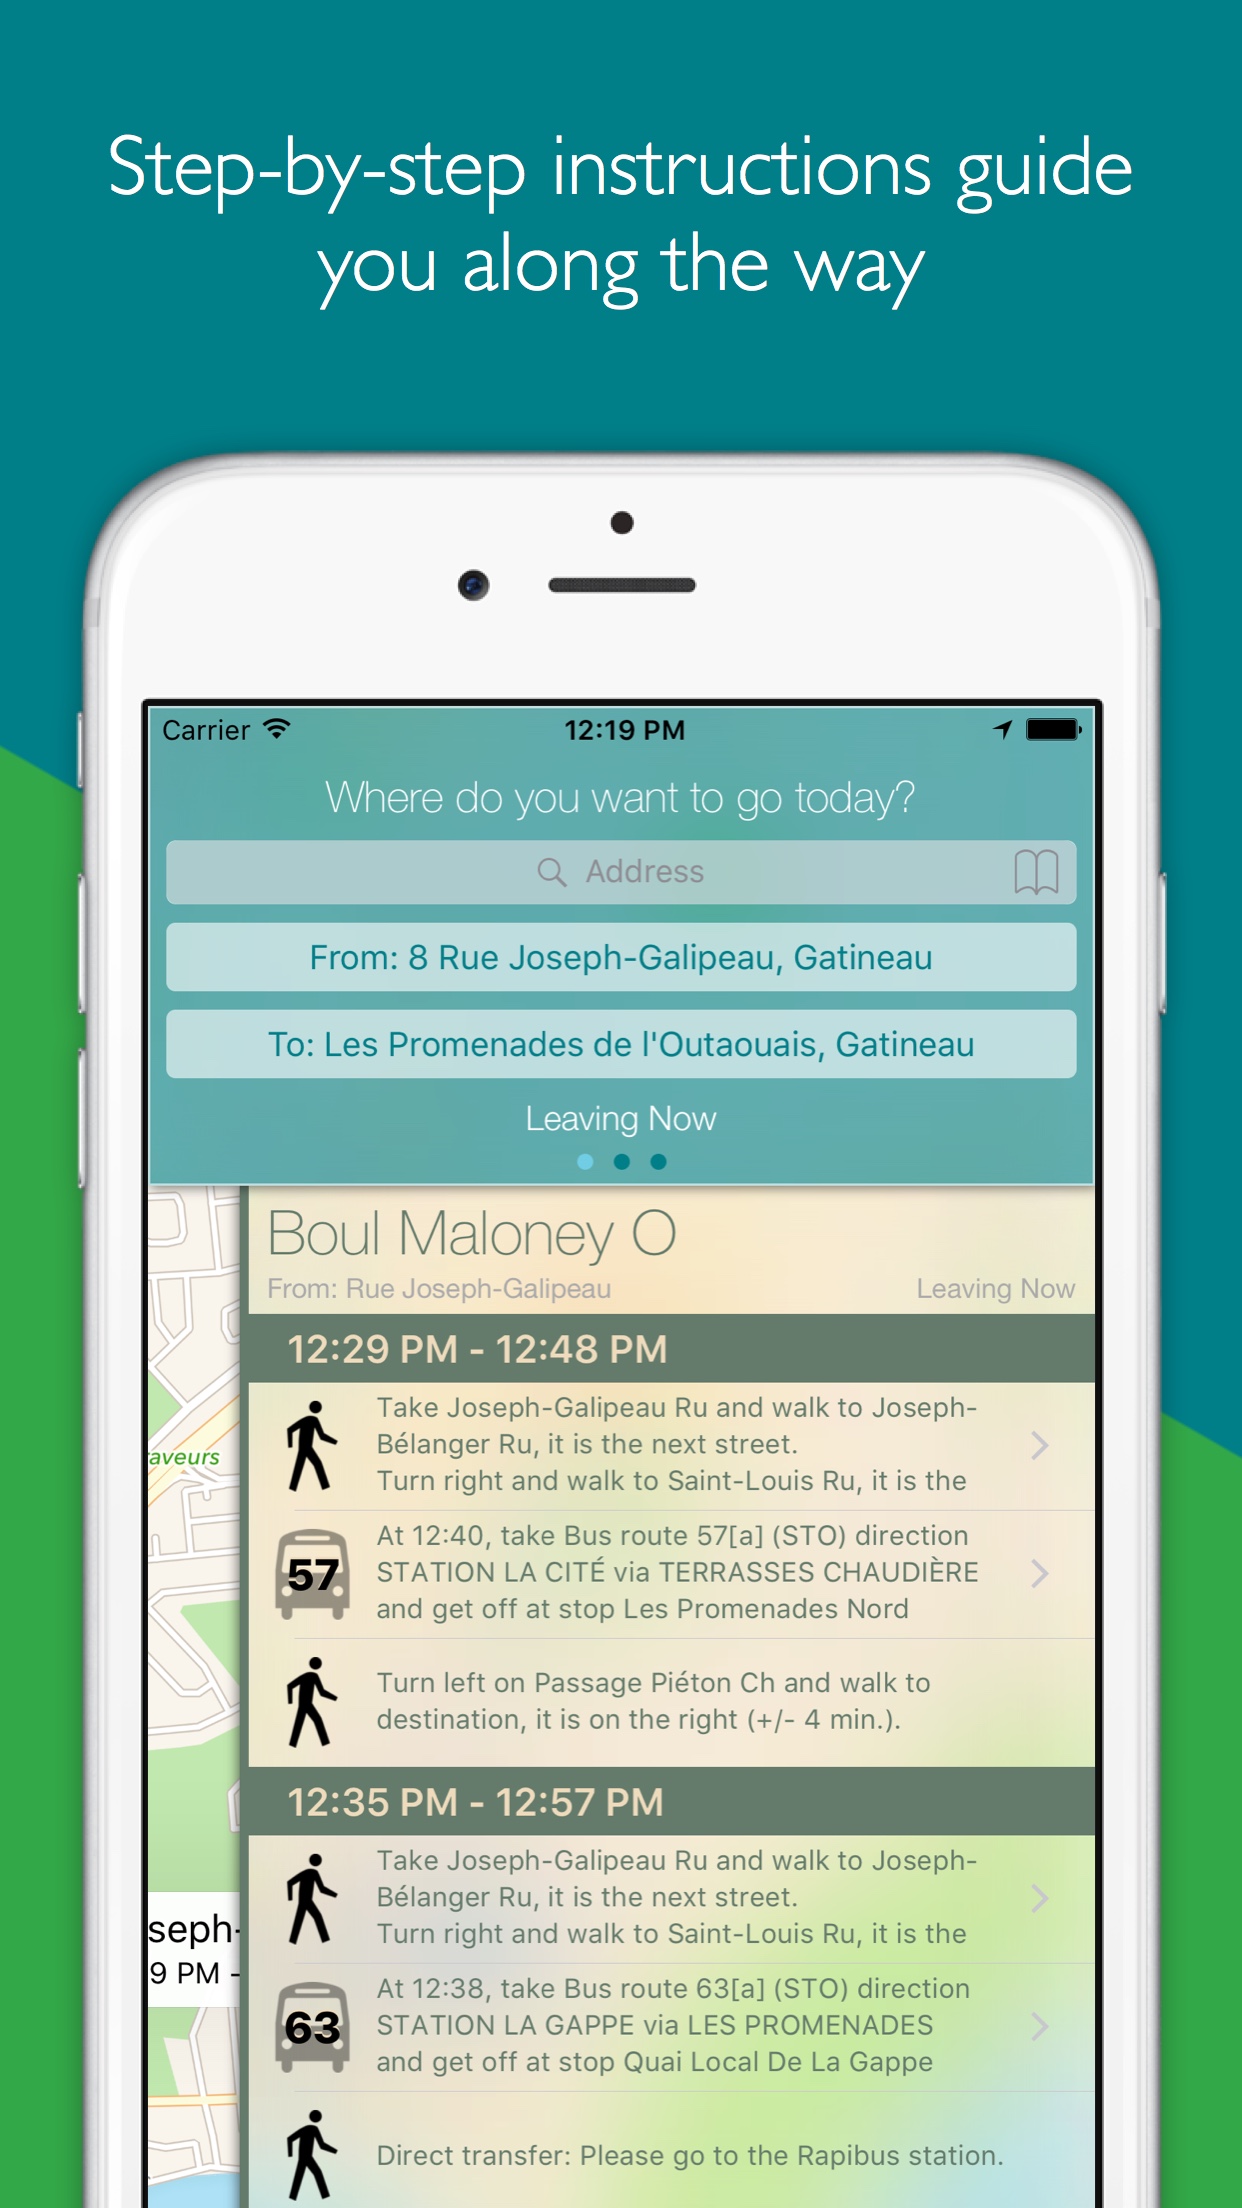 Step-by-step instructions guide
you along the way
Carrier
12:19 PM
Where do you want to go today?
Address
From: 8 Rue Joseph-Galipeau, Gatineau
To: Les Promenades de l'Outaouais, Gatineau
Leaving Now
Boul Maloney O
From: Rue Joseph-Galipeau
Leaving Now
12:29 PM - 12:48 PM
Take Joseph-Galipeau Ru and walk to Joseph-
Bélanger Ru, it is the next street.
Turn right and walk to Saint-Louis Ru, it is the
raveurs
57
At 12:40, take Bus route 57[a] (STO) direction
STATION LA CITÉ via TERRASSES CHAUDIÈRE
and get off at stop Les Promenades Nord
Turn left on Passage Piéton Ch and walk to
destination, it is on the right (+/- 4 min.).
12:35 PM - 12:57 PM
Take Joseph-Galipeau Ru and walk to Joseph-
Bélanger Ru, it is the next street.
Turn right and walk to Saint-Louis Ru, it is the
seph-
9 PM -
63
At 12:38, take Bus route 63[a] (STO) direction
STATION LA GAPPE via LES PROMENADES
and get off at stop Quai Local De La Gappe
Direct transfer: Please go to the Rapibus station.